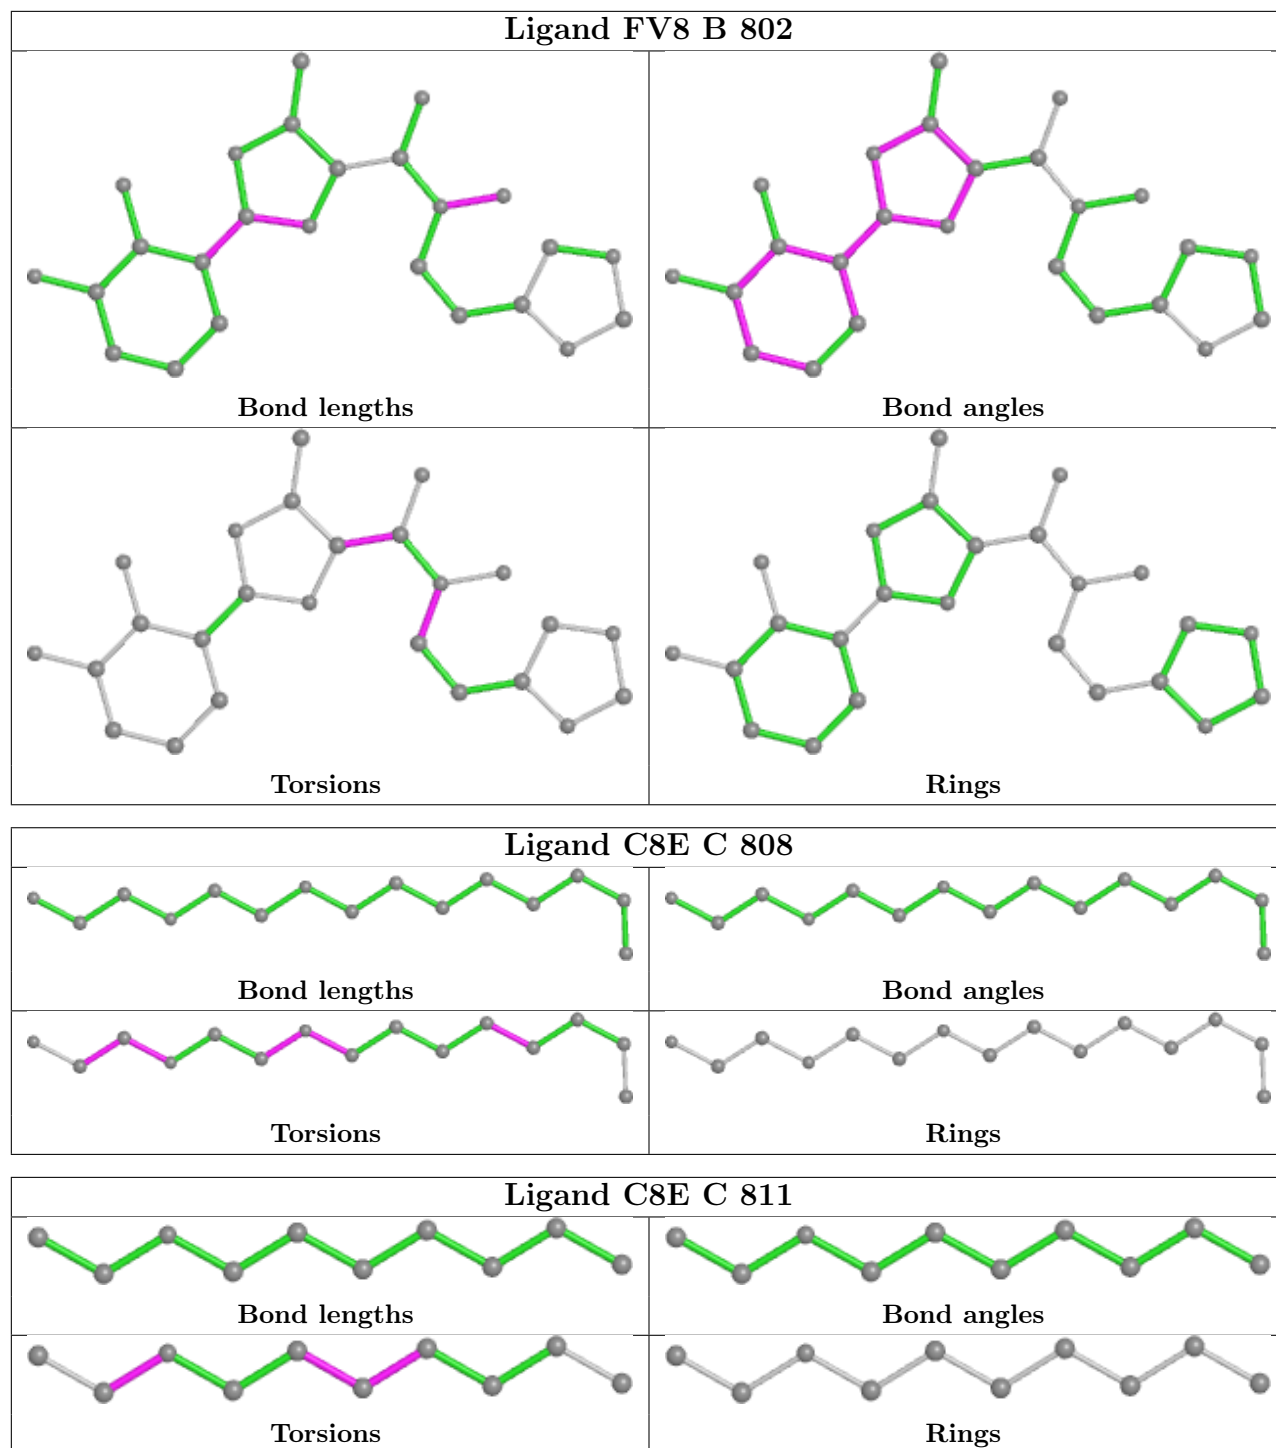 Ligand FV8 B 802
Bond lengths
Bond angles
Torsions
Rings
Ligand C8E C 808
Bond lengths
Bond angles
Torsions
Rings
Ligand C8E C 811
Bond lengths
Bond angles
Torsions
Rings